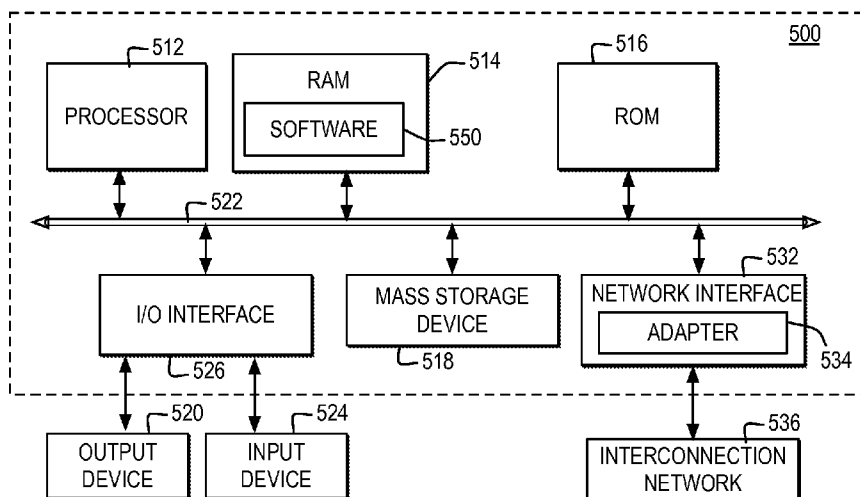 500
512
514
516
PROCESSOR
RAM
SOFTWARE
550
ROM
522
I/O INTERFACE
526
MASS STORAGE
DEVICE
518
532
NETWORK INTERFACE
ADAPTER
534
520
OUTPUT
DEVICE
524
INPUT
DEVICE
536
INTERCONNECTION
NETWORK